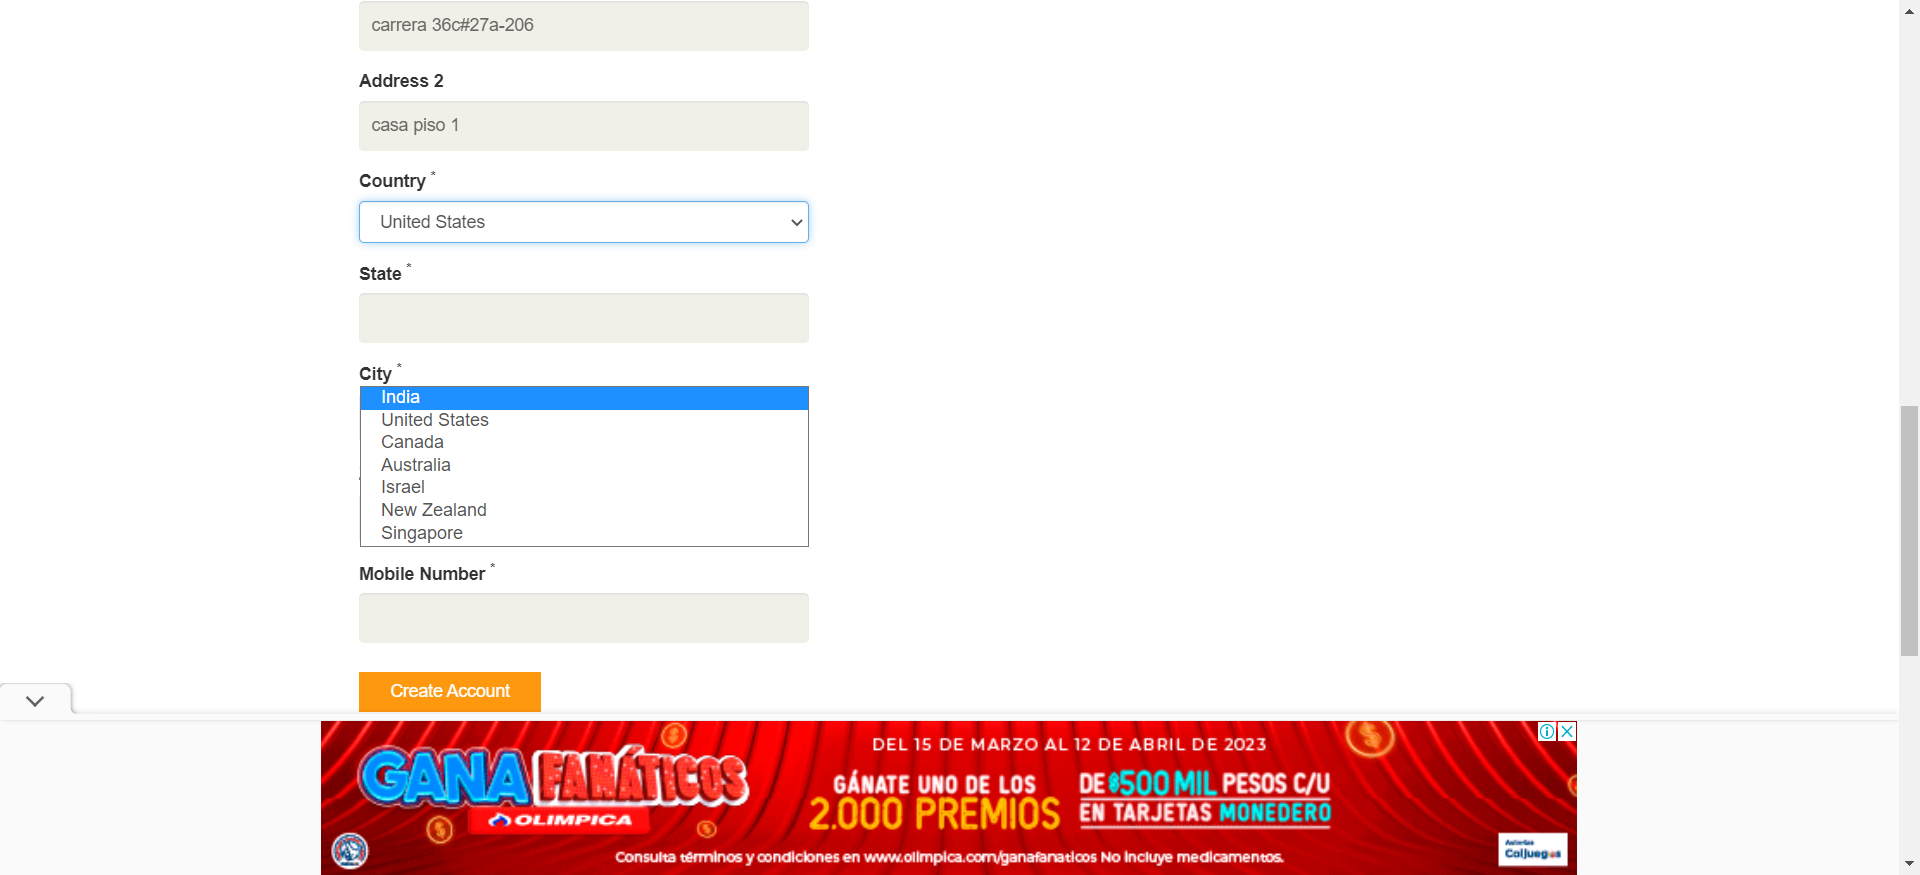 carrera 36c#27a-206
Address 2
casa piso 1
Country *
United States
State *
City *
India
United States
Canada
Australia
Israel
New Zealand
Singapore
Mobile Number *
Create Account
DEL 15 DE MARZO AL 12 DE ABRIL DE 2023
GANA FANÁTICOS
OLIMPICA
GÁNATE UNO DE LOS
2.000 PREMIOS
DE $500 MIL PESOS C/U
EN TARJETAS MONEDERO
Consulta términos y condiciones en www.olimpica.com/ganafanaticos No incluye medicamentos.
Autoriza
Coljuegos